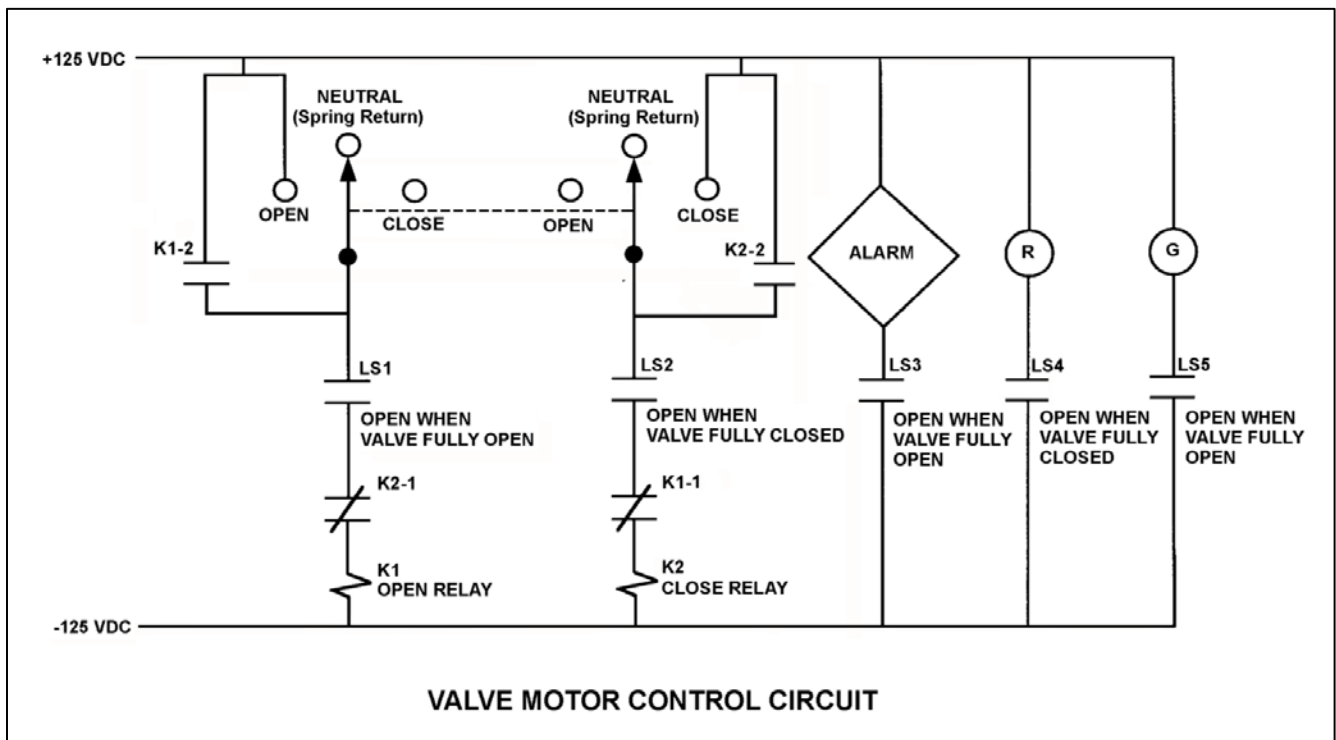 +125 VDC
NEUTRAL
(Spring Return)
NEUTRAL
(Spring Return)
OPEN
CLOSE
OPEN
CLOSE
K1-2
K2-2
ALARM
R
G
LS1
OPEN WHEN
VALVE FULLY OPEN
LS2
OPEN WHEN
VALVE FULLY CLOSED
LS3
OPEN WHEN
VALVE FULLY
OPEN
LS4
OPEN WHEN
VALVE FULLY
CLOSED
LS5
OPEN WHEN
VALVE FULLY
OPEN
K2-1
K1-1
K1
OPEN RELAY
K2
CLOSE RELAY
-125 VDC
VALVE MOTOR CONTROL CIRCUIT